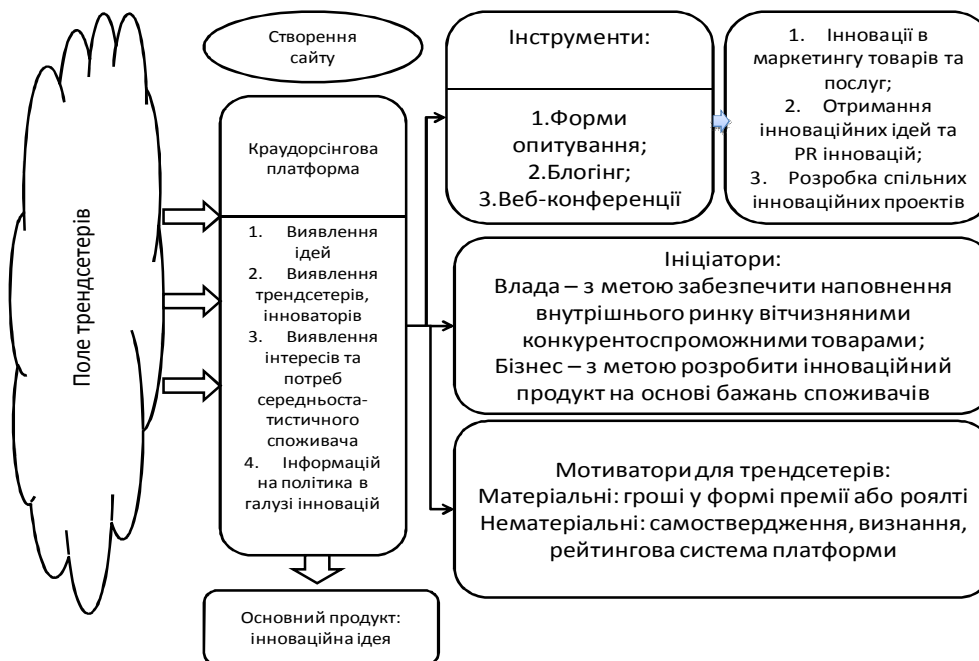 Поле трендсетерів
Створення
сайту
Краудорсінгова
платформа
1. Виявлення
ідей
2. Виявлення
трендсетерів,
інноваторів
3. Виявлення
інтересів та
потреб
середньоста-
тистичного
споживача
4. Інформацій
на політика в
галузі інновацій
Основний продукт:
інноваційна ідея
Інструменти:
1.Форми
опитування;
2.Блогінг;
3.Веб-конференції
1. Інновації в
маркетингу товарів та
послуг;
2. Отримання
інноваційних ідей та
PR інновацій;
3. Розробка спільних
інноваційних проектів
Ініціатори:
Влада – з метою забезпечити наповнення
внутрішнього ринку вітчизняними
конкурентоспроможними товарами;
Бізнес – з метою розробити інноваційний
продукт на основі бажань споживачів
Мотиватори для трендсетерів:
Матеріальні: гроші у формі премії або роялті
Нематеріальні: самоствердження, визнання,
рейтингова система платформи